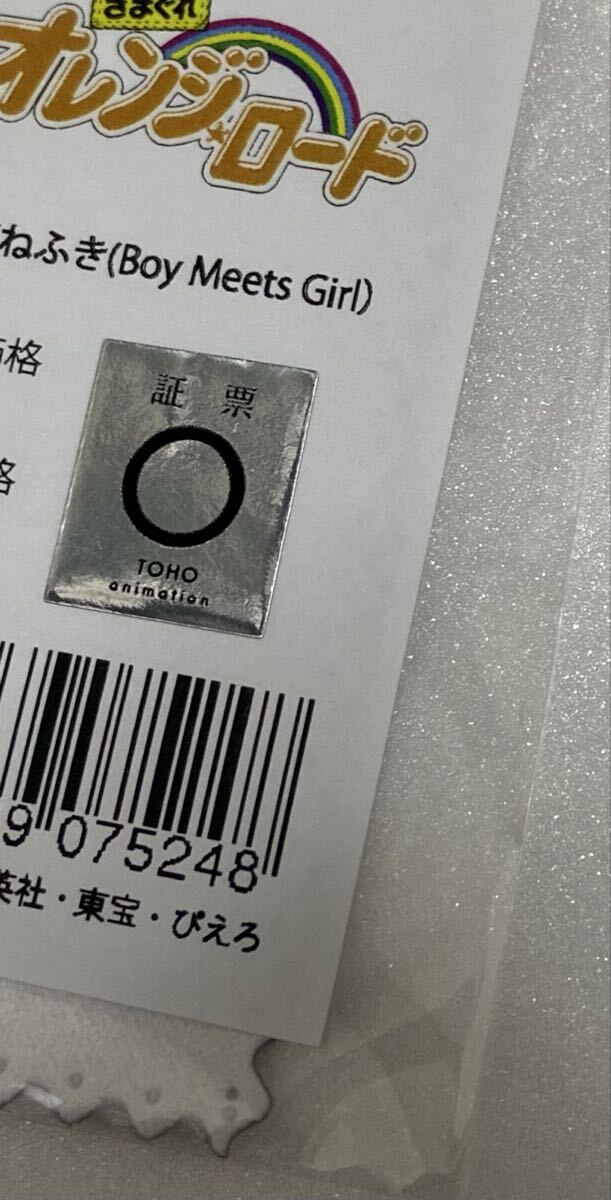 きまぐれ
オレンジ☆ロード
ねふき(Boy Meets Girl)
価格
格
証 票
TOHO
animation
9 075248
英社・東宝・ぴえろ